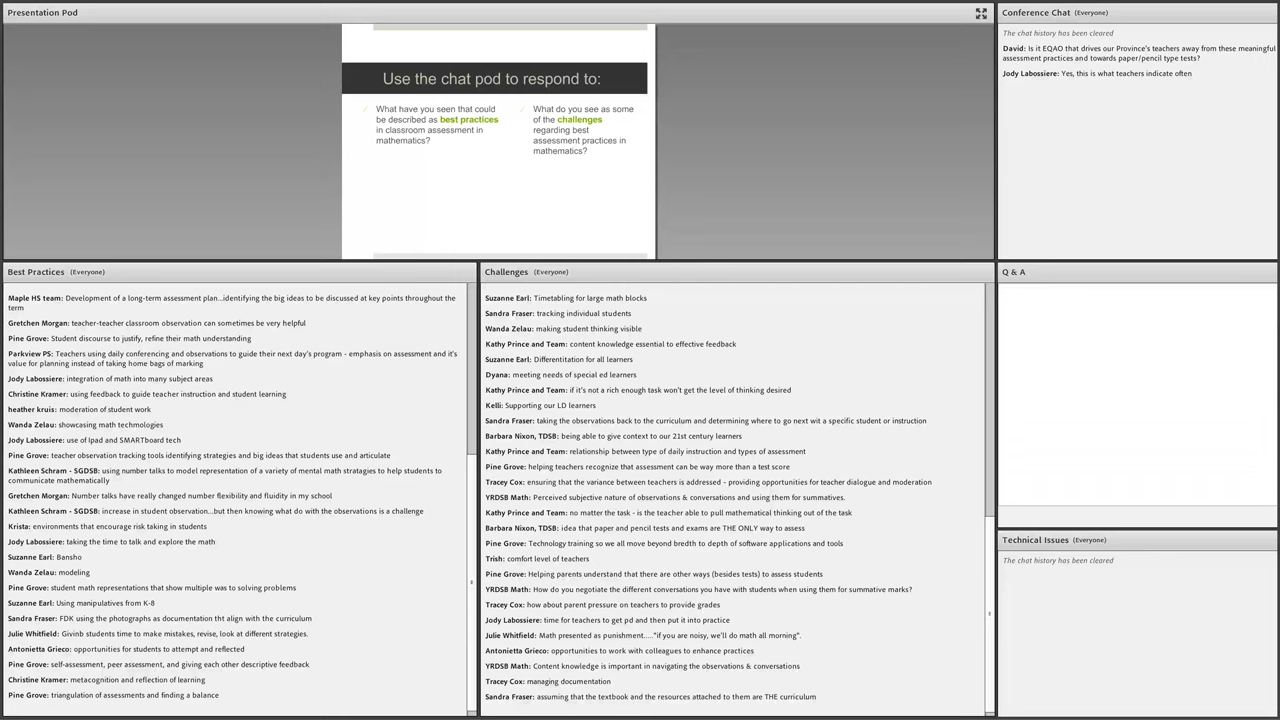 Presentation Pod
Use the chat pod to respond to:
What have you seen that could
be described as best practices
in classroom assessment in
mathematics?
What do you see as some
of the challenges
regarding best
assessment practices in
mathematics?
Conference Chat (Everyone)
The chat history has been cleared
David: Is it EQAO that drives our Province's teachers away from these meaningful
assessment practices and towards paper/pencil type tests?
Jody Labossiere: Yes, this is what teachers indicate often
Best Practices (Everyone)
Maple HS team: Development of a long-term assessment plan...identifying the big ideas to be discussed at key points throughout the
term
Gretchen Morgan: teacher-teacher classroom observation can sometimes be very helpful
Pine Grove: Student discourse to justify, refine their math understanding
Parkview PS: Teachers using daily conferencing and observations to guide their next day's program - emphasis on assessment and it's
value for planning instead of taking home bags of marking
Jody Labossiere: integration of math into many subject areas
Christine Kramer: using feedback to guide teacher instruction and student learning
heather kruis: moderation of student work
Wanda Zelau: showcasing math technologies
Jody Labossiere: use of Ipad and SMARTboard tech
Pine Grove: teacher observation tracking tools identifying strategies and big ideas that students use and articulate
Kathleen Schram - SGDSB: using number talks to model representation of a variety of mental math stratagies to help students to
communicate mathematically
Gretchen Morgan: Number talks have really changed number flexibility and fluidity in my school
Kathleen Schram - SGDSB: increase in student observation...but then knowing what do with the observations is a challenge
Krista: environments that encourage risk taking in students
Jody Labossiere: taking the time to talk and explore the math
Suzanne Earl: Bansho
Wanda Zelau: modeling
Pine Grove: student math representations that show multiple was to solving problems
Suzanne Earl: Using manipulatives from K-8
Sandra Fraser: FDK using the photographs as documentation tht align with the curriculum
Julie Whitfield: Givinb students time to make mistakes, revise, look at different strategies.
Antonietta Grieco: opportunities for students to attempt and reflected
Pine Grove: self-assessment, peer assessment, and giving each other descriptive feedback
Christine Kramer: metacognition and reflection of learning
Pine Grove: triangulation of assessments and finding a balance
Challenges (Everyone)
Suzanne Earl: Timetabling for large math blocks
Sandra Fraser: tracking individual students
Wanda Zelau: making student thinking visible
Kathy Prince and Team: content knowledge essential to effective feedback
Suzanne Earl: Differentitation for all learners
Dyana: meeting needs of special ed learners
Kathy Prince and Team: if it's not a rich enough task won't get the level of thinking desired
Kelli: Supporting our LD learners
Sandra Fraser: taking the observations back to the curriculum and determining where to go next wit a specific student or instruction
Barbara Nixon, TDSB: being able to give context to our 21st century learners
Kathy Prince and Team: relationship between type of daily instruction and types of assessment
Pine Grove: helping teachers recognize that assessment can be way more than a test score
Tracey Cox: ensuring that the variance between teachers is addressed - providing opportunities for teacher dialogue and moderation
YRDSB Math: Perceived subjective nature of observations & conversations and using them for summatives.
Kathy Prince and Team: no matter the task - is the teacher able to pull mathematical thinking out of the task
Barbara Nixon, TDSB: idea that paper and pencil tests and exams are THE ONLY way to assess
Pine Grove: Technology training so we all move beyond bredth to depth of software applications and tools
Trish: comfort level of teachers
Pine Grove: Helping parents understand that there are other ways (besides tests) to assess students
YRDSB Math: How do you negotiate the different conversations you have with students when using them for summative marks?
Tracey Cox: how about parent pressure on teachers to provide grades
Jody Labossiere: time for teachers to get pd and then put it into practice
Julie Whitfield: Math presented as punishment....."if you are noisy, we'll do math all morning".
Antonietta Grieco: opportunities to work with colleagues to enhance practices
YRDSB Math: Content knowledge is important in navigating the observations & conversations
Tracey Cox: managing documentation
Sandra Fraser: assuming that the textbook and the resources attached to them are THE curriculum
Q & A
Technical Issues (Everyone)
The chat history has been cleared